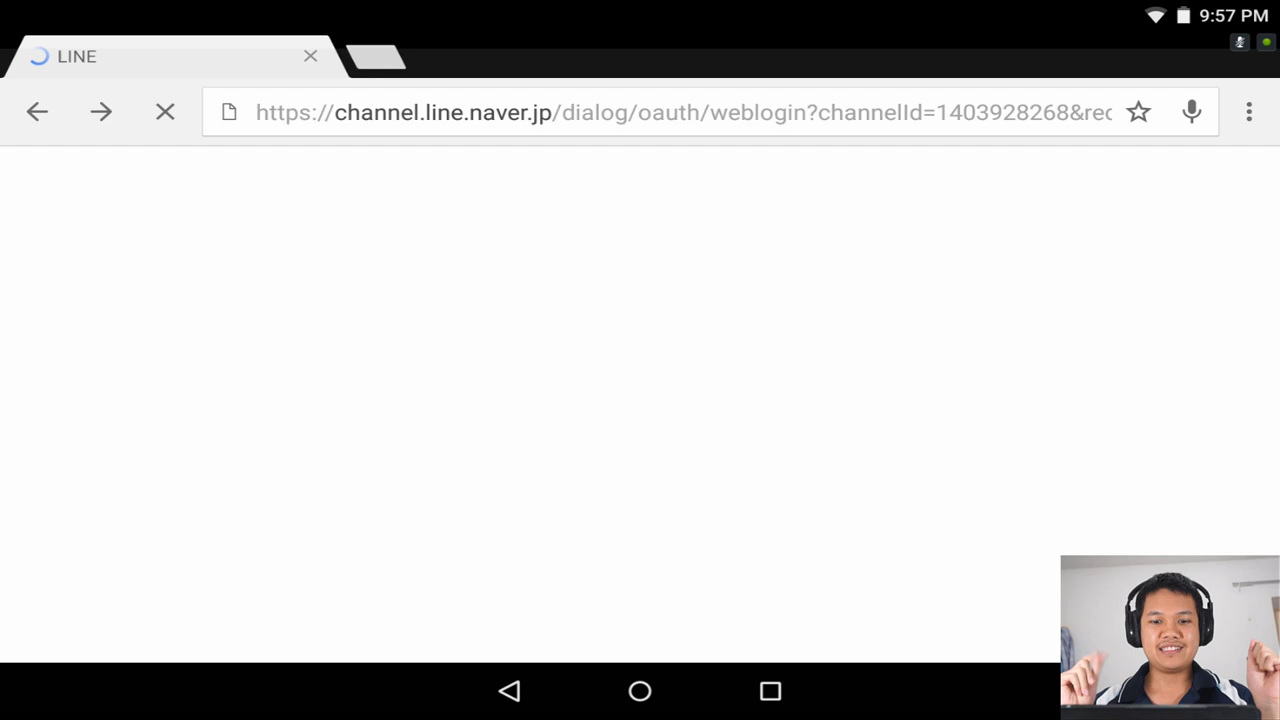 9:57 PM
LINE
https://channel.line.naver.jp/dialog/oauth/weblogin?channelId=1403928268&rec